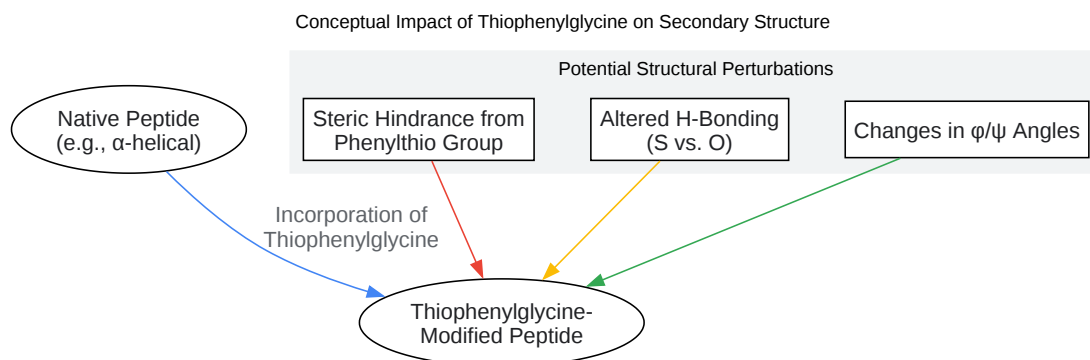 Conceptual Impact of Thiophenylglycine on Secondary Structure
Potential Structural Perturbations
Native Peptide
(e.g., α-helical)
Steric Hindrance from
Phenylthio Group
Altered H-Bonding
(S vs. O)
Changes in φ/ψ Angles
Incorporation of
Thiophenylglycine
Thiophenylglycine-
Modified Peptide